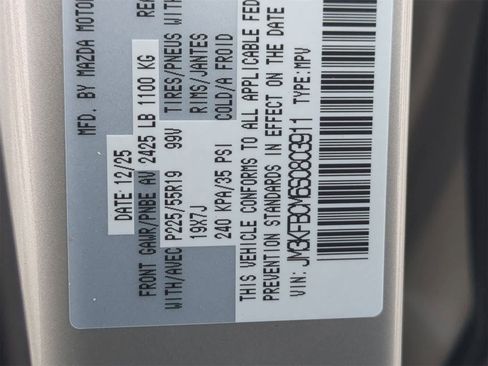 MFD. BY MAZDA MOTOR
DATE: 12/25
FRONT GAWR/PNBE AV 2425 LB 1100 KG
WITH/AVEC P225/55R19 99V TIRES/PNEUS WITH
19X7J RIMS/JANTES
240 KPA/35 PSI COLD/A FROID
THIS VEHICLE CONFORMS TO ALL APPLICABLE FED
PREVENTION STANDARDS IN EFFECT ON THE DATE
VIN: JM3KFBCM6S0803911 TYPE: MPV